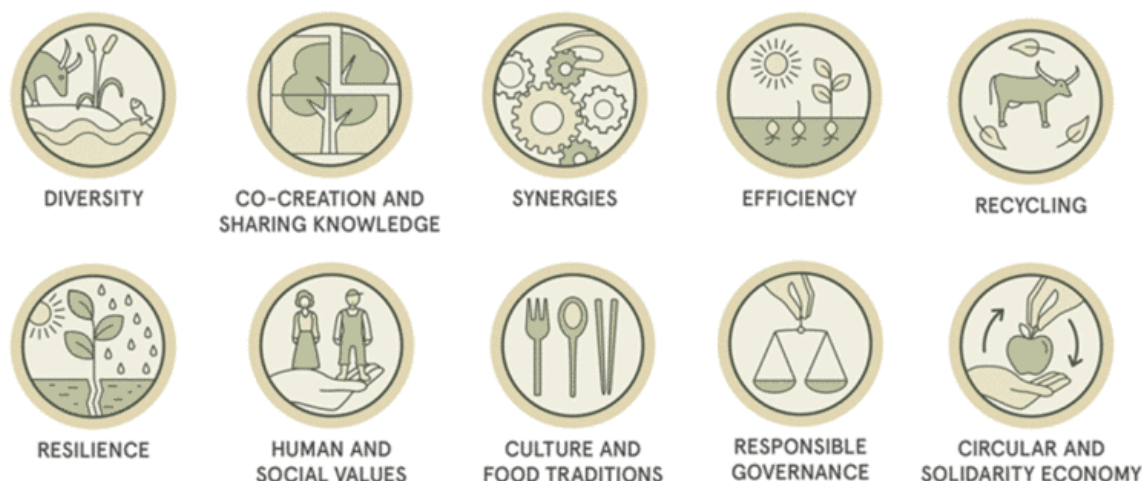 DIVERSITY
CO-CREATION AND
SHARING KNOWLEDGE
SYNERGIES
EFFICIENCY
RECYCLING
RESILIENCE
HUMAN AND
SOCIAL VALUES
CULTURE AND
FOOD TRADITIONS
RESPONSIBLE
GOVERNANCE
CIRCULAR AND
SOLIDARITY ECONOMY